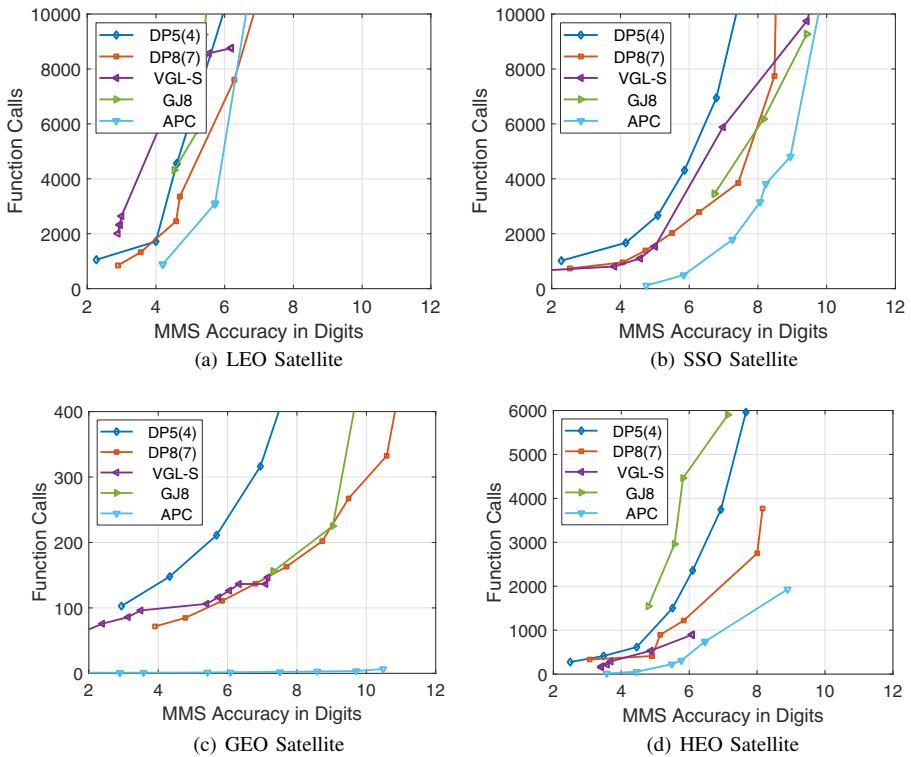 10000
8000
6000
4000
2000
0
Function Calls
DP5(4)
DP8(7)
VGL-S
GJ8
APC
2 4 6 8 10 12
MMS Accuracy in Digits
(a) LEO Satellite
10000
8000
6000
4000
2000
0
Function Calls
DP5(4)
DP8(7)
VGL-S
GJ8
APC
2 4 6 8 10 12
MMS Accuracy in Digits
(b) SSO Satellite
400
300
200
100
0
Function Calls
DP5(4)
DP8(7)
VGL-S
GJ8
APC
2 4 6 8 10 12
MMS Accuracy in Digits
(c) GEO Satellite
6000
5000
4000
3000
2000
1000
0
Function Calls
DP5(4)
DP8(7)
VGL-S
GJ8
APC
2 4 6 8 10 12
MMS Accuracy in Digits
(d) HEO Satellite